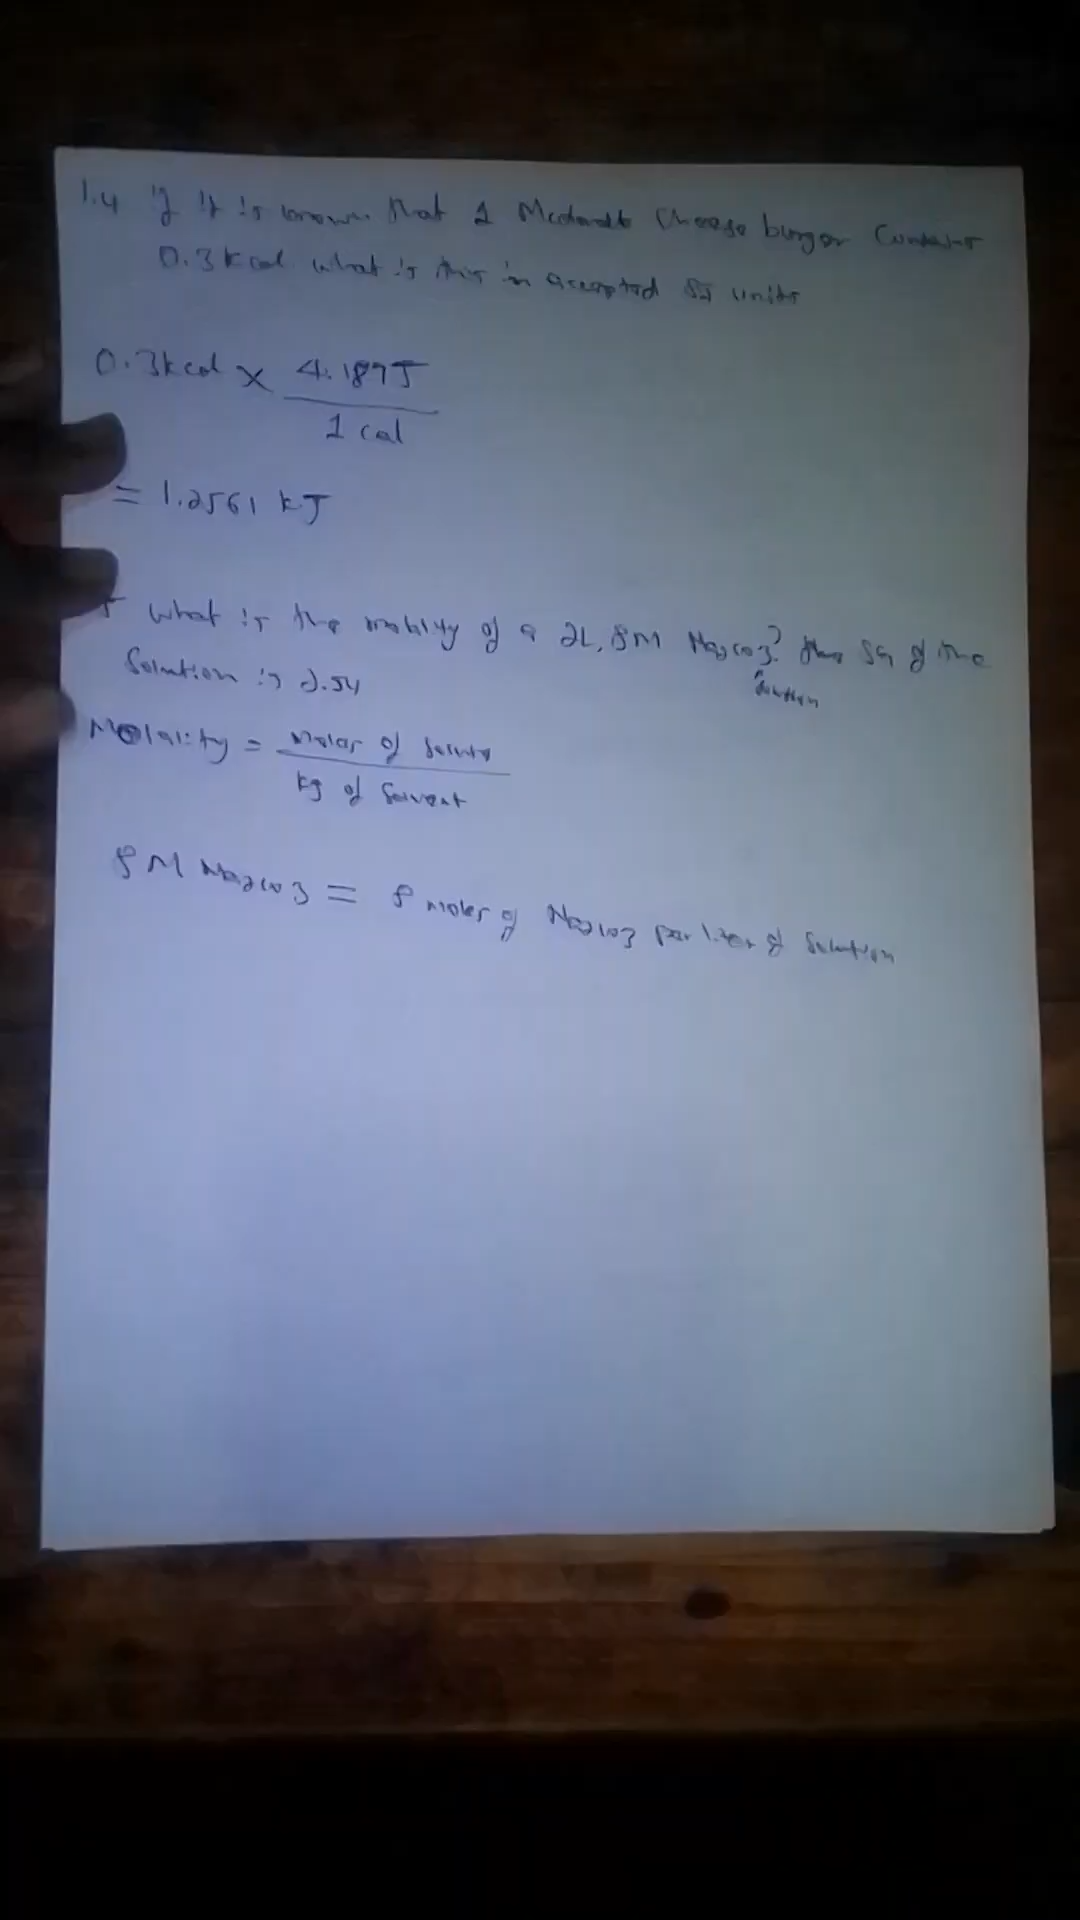 1.4 If it is known that 1 Mcdonalds Cheese burger Contains
0.3kcal what is this in accepted SI units
0.3kcal x 4.187J
1 cal
= 1.2561 kJ
what is the molality of a 2L, 8M Na2CO3? the SG of the
solution
Solution is 2.54
Molality = moles of solute
kg of Solvent
8M Na2CO3 = 8 moles of Na2CO3 per liter of Solution